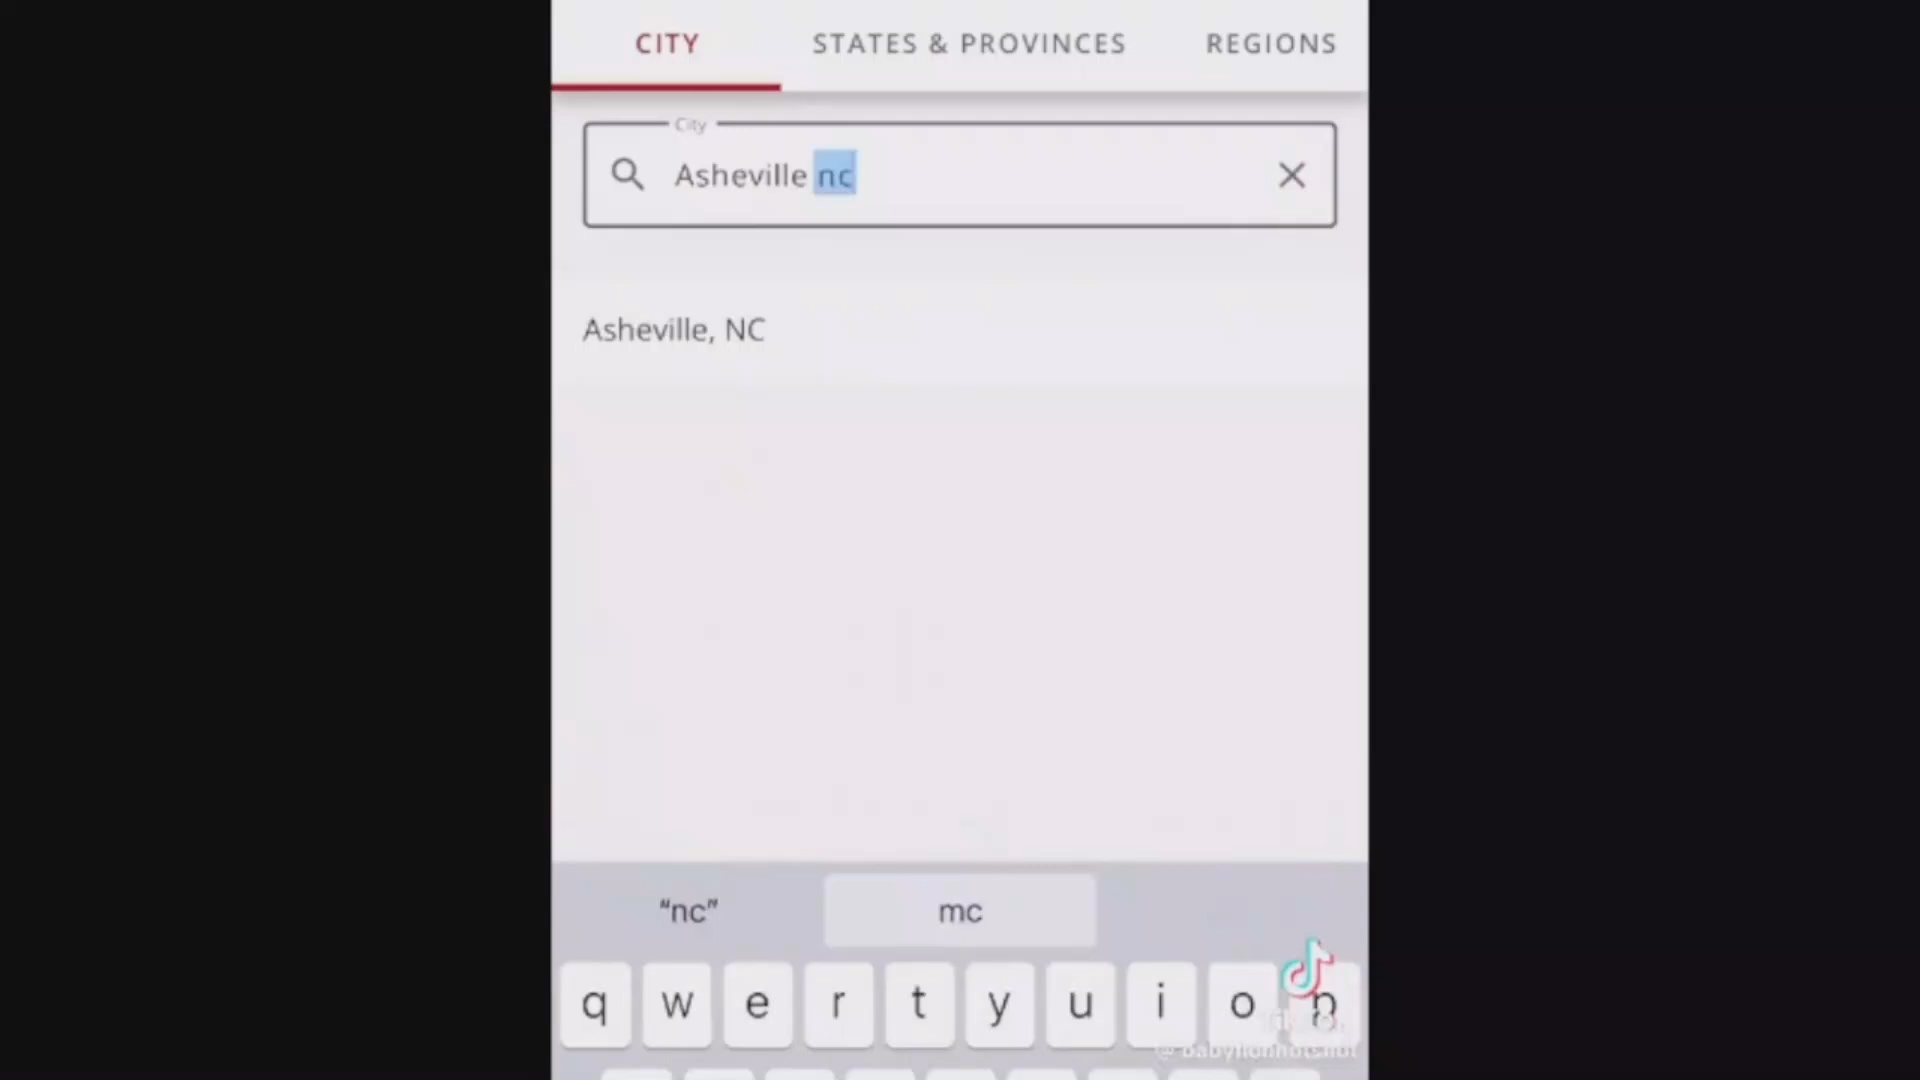 CITY STATES & PROVINCES REGIONS
City
Asheville nc
Asheville, NC
“nc” mc
q w e r t y u i o p